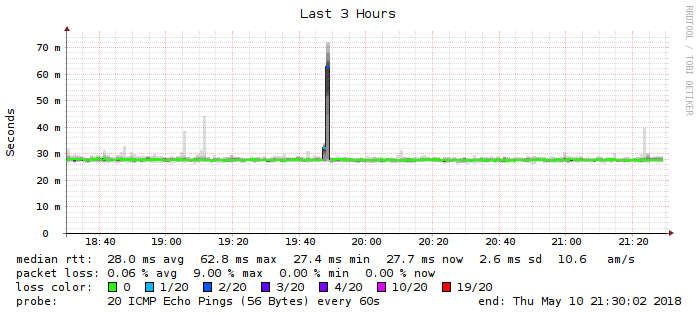 Last 3 Hours
RRDTOOL / TOBI OETIKER
Seconds
70 m
60 m
50 m
40 m
30 m
20 m
10 m
0
18:40 19:00 19:20 19:40 20:00 20:20 20:40 21:00 21:20
median rtt: 28.0 ms avg 62.8 ms max 27.4 ms min 27.7 ms now 2.6 ms sd 10.6 am/s
packet loss: 0.06 % avg 9.00 % max 0.00 % min 0.00 % now
loss color: 0 1/20 2/20 3/20 4/20 10/20 19/20
probe: 20 ICMP Echo Pings (56 Bytes) every 60s end: Thu May 10 21:30:02 2018